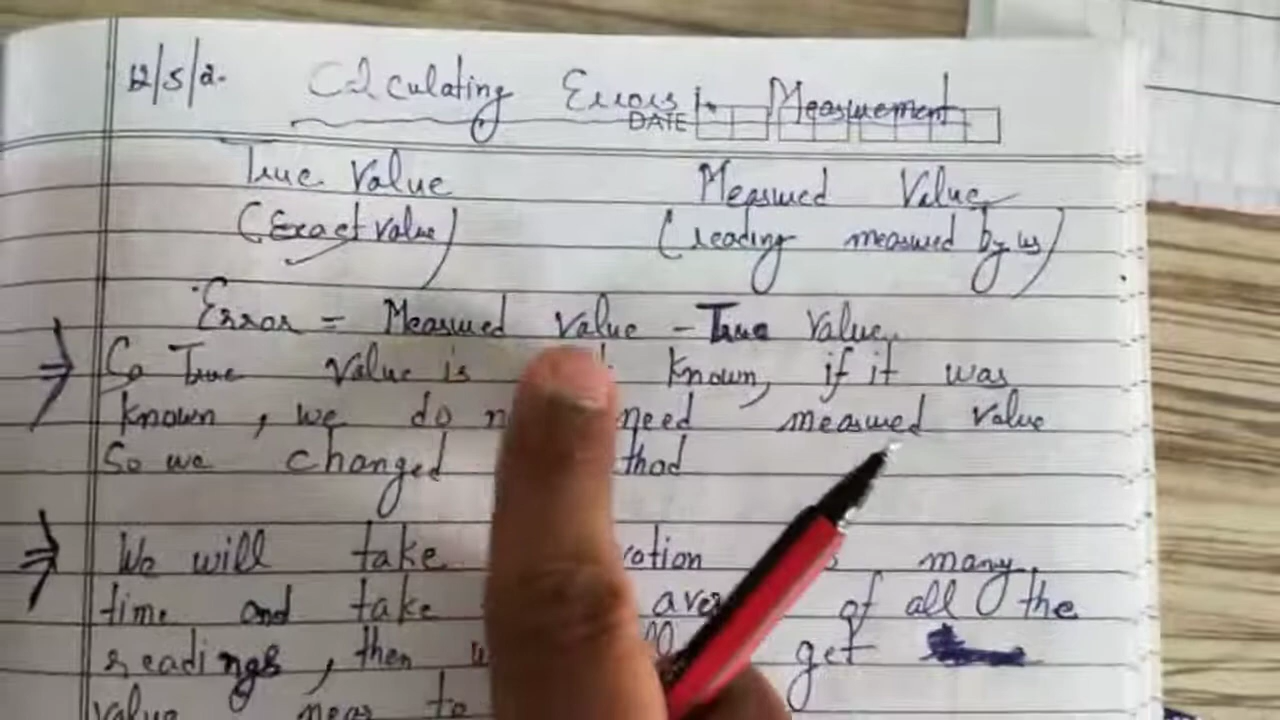 12/5/2. Calculating Errors in Measurement
DATE
True Value Measured Value
(Exact value) (reading measured by us)
Error = Measured Value - True Value
So True Value is known, if it was
known, we do need measured value
So we changed
We will take many
time and take of all the
readings, then get
value near to